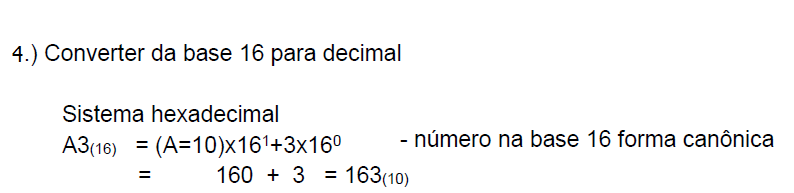 4.) Converter da base 16 para decimal
Sistema hexadecimal
A3₍₁₆₎ = (A=10)x16¹+3x16⁰ - número na base 16 forma canônica
= 160 + 3 = 163₍₁₀₎